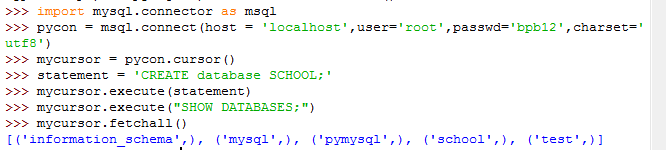 >>> import mysql.connector as msql
>>> pycon = msql.connect(host = 'localhost',user='root',passwd='bpb12',charset='
utf8')
>>> mycursor = pycon.cursor()
>>> statement = 'CREATE database SCHOOL;'
>>> mycursor.execute(statement)
>>> mycursor.execute("SHOW DATABASES;")
>>> mycursor.fetchall()
[('information_schema',), ('mysql',), ('pymysql',), ('school',), ('test',)]